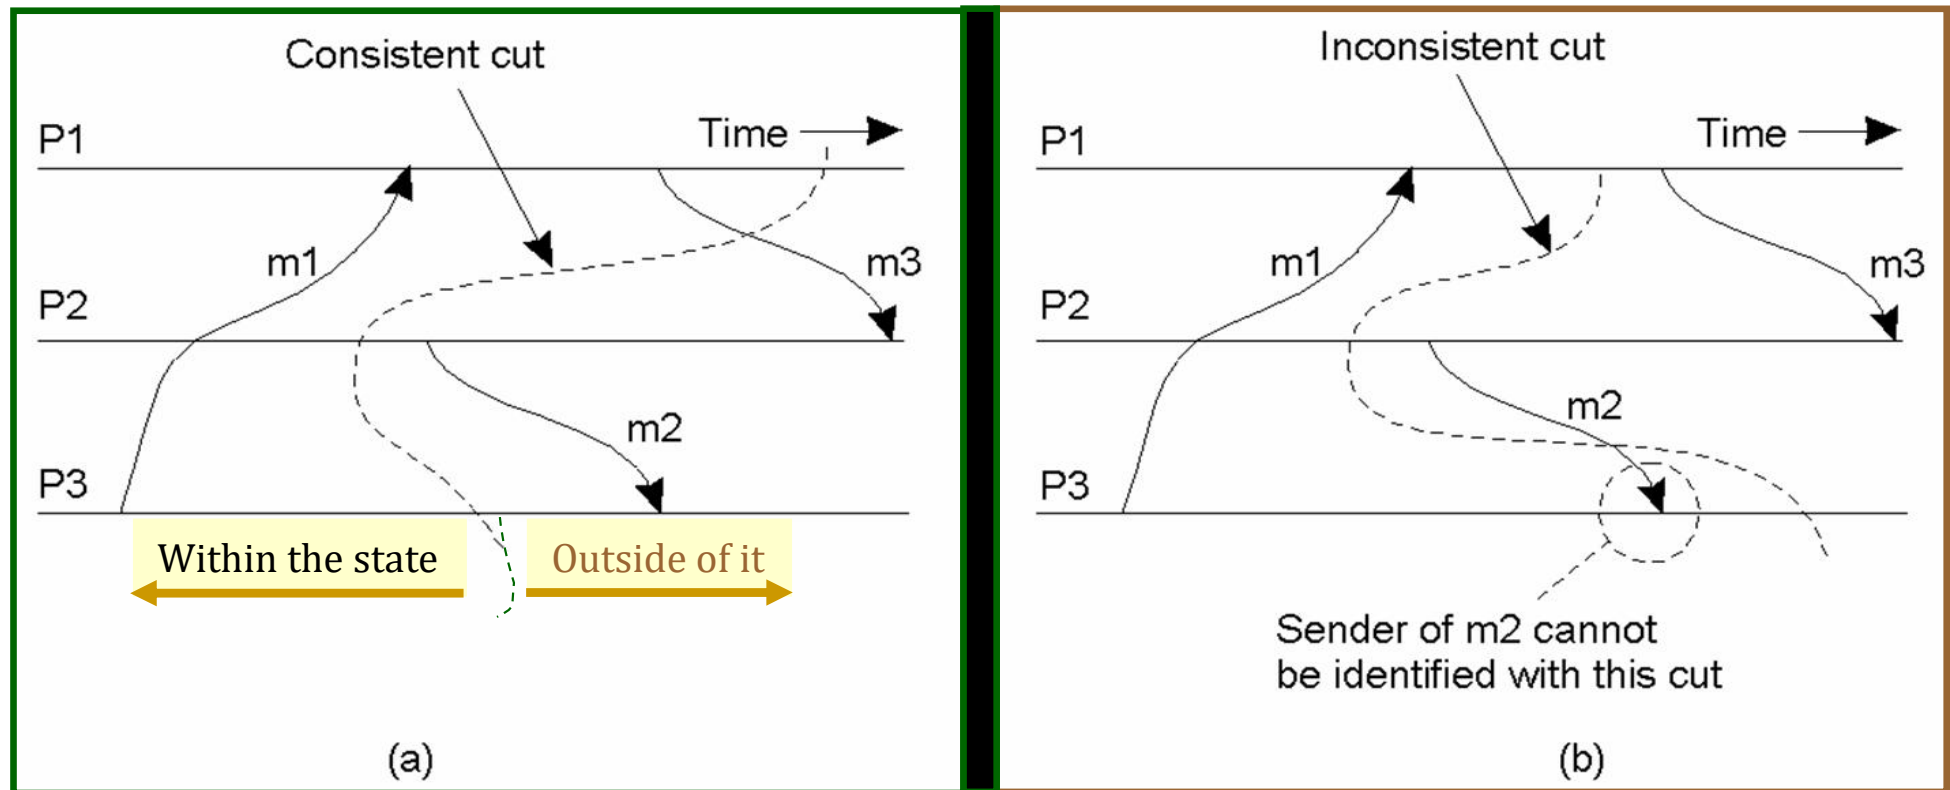 Consistent cut
Time
P1
m1
m3
P2
m2
P3
Within the state
Outside of it
(a)
Inconsistent cut
Time
P1
m1
m3
P2
m2
P3
Sender of m2 cannot
be identified with this cut
(b)